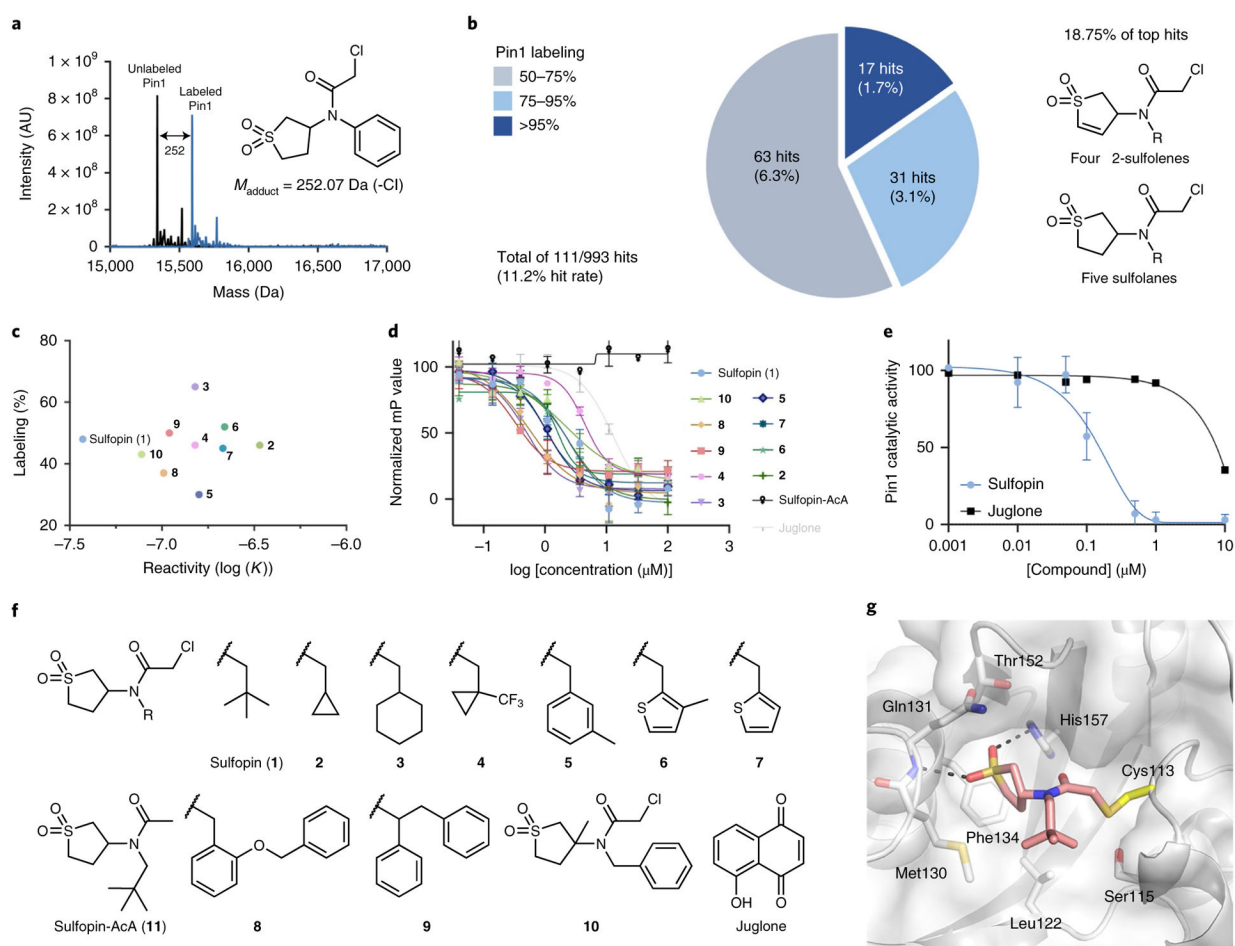 a
1 × 10⁹
8 × 10⁸
6 × 10⁸
4 × 10⁸
2 × 10⁸
0
Intensity (AU)
Unlabeled
Pin1
Labeled
Pin1
252
15,000
15,500
16,000
16,500
17,000
Mass (Da)
Cl
O
N
O
O
S
M adduct = 252.07 Da (-Cl)
b
Pin1 labeling
50–75%
75–95%
>95%
Total of 111/993 hits
(11.2% hit rate)
17 hits
(1.7%)
63 hits
(6.3%)
31 hits
(3.1%)
18.75% of top hits
Cl
O
O
O
S
N
R
Four 2-sulfolenes
Cl
O
O
O
S
N
R
Five sulfolanes
c
80
60
40
20
Labeling (%)
3
9
6
Sulfopin (1)
4
2
10
7
8
5
−7.5
−7.0
−6.5
−6.0
Reactivity (log (K))
d
100
50
0
Normalized mP value
−1
0
1
2
3
log [concentration (μM)]
Sulfopin (1)
10
5
8
7
9
6
4
2
3
Sulfopin-AcA
Juglone
e
100
50
0
Pin1 catalytic activity
Sulfopin
Juglone
0.001
0.01
0.1
1
10
[Compound] (μM)
f
O
Cl
O
O
S
N
R
CF₃
S
S
Sulfopin (1)
2
3
4
5
6
7
O
O
O
S
N
O
O
Cl
O
O
S
N
O
O
OH
Sulfopin-AcA (11)
8
9
10
Juglone
g
Thr152
Gln131
His157
Cys113
Phe134
Met130
Ser115
Leu122